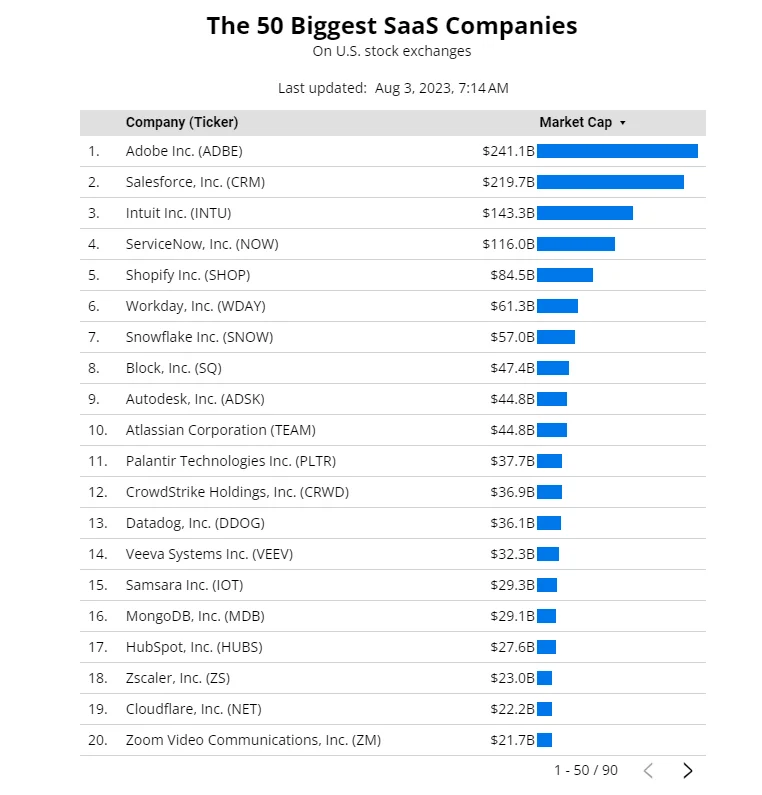 The 50 Biggest SaaS Companies
On U.S. stock exchanges
Last updated: Aug 3, 2023, 7:14 AM
Company (Ticker) Market Cap
1. Adobe Inc. (ADBE) $241.1B
2. Salesforce, Inc. (CRM) $219.7B
3. Intuit Inc. (INTU) $143.3B
4. ServiceNow, Inc. (NOW) $116.0B
5. Shopify Inc. (SHOP) $84.5B
6. Workday, Inc. (WDAY) $61.3B
7. Snowflake Inc. (SNOW) $57.0B
8. Block, Inc. (SQ) $47.4B
9. Autodesk, Inc. (ADSK) $44.8B
10. Atlassian Corporation (TEAM) $44.8B
11. Palantir Technologies Inc. (PLTR) $37.7B
12. CrowdStrike Holdings, Inc. (CRWD) $36.9B
13. Datadog, Inc. (DDOG) $36.1B
14. Veeva Systems Inc. (VEEV) $32.3B
15. Samsara Inc. (IOT) $29.3B
16. MongoDB, Inc. (MDB) $29.1B
17. HubSpot, Inc. (HUBS) $27.6B
18. Zscaler, Inc. (ZS) $23.0B
19. Cloudflare, Inc. (NET) $22.2B
20. Zoom Video Communications, Inc. (ZM) $21.7B
1 - 50 / 90